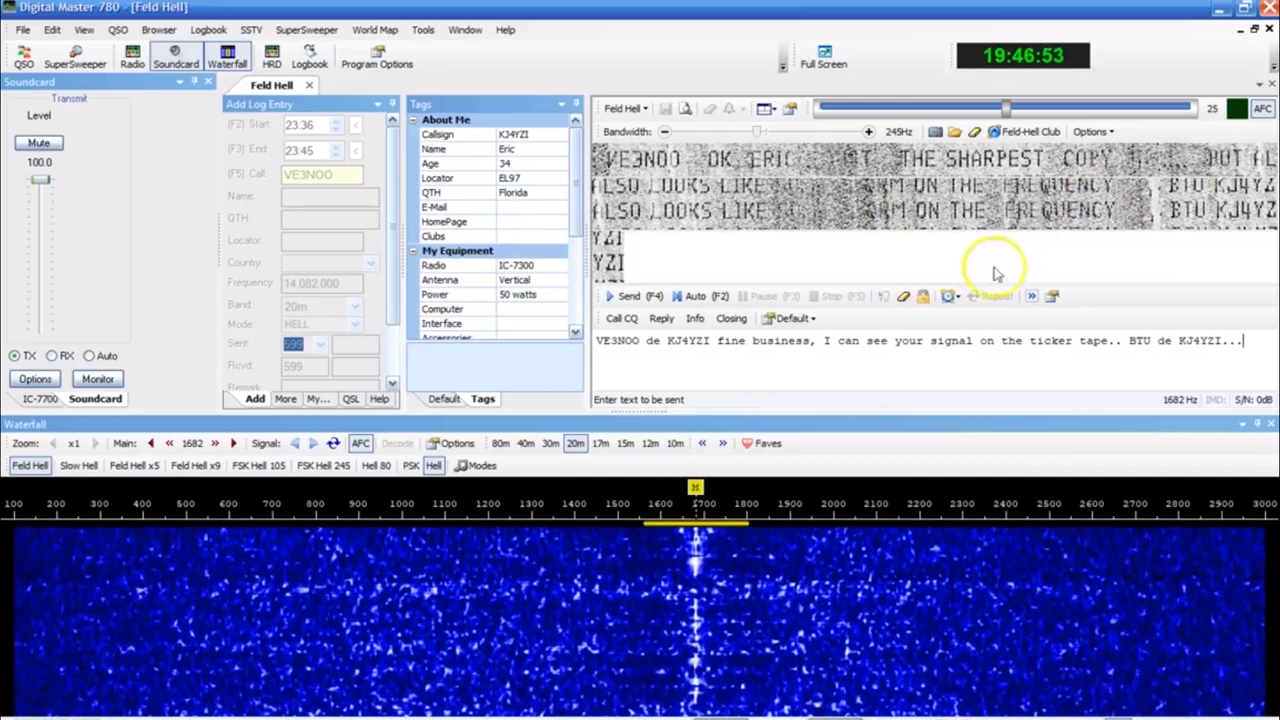 Digital Master 780 - [Feld Hell]
File Edit View QSO Browser Logbook SSTV SuperSweeper World Map Tools Window Help
QSO SuperSweeper Radio Soundcard Waterfall HRD Logbook Program Options Full Screen 19:46:53
Soundcard
Transmit
Level
Mute
100.0
TX RX Auto
Options Monitor
IC-7700 Soundcard
Feld Hell
Add Log Entry
(F2) Start: 23:36 <
(F3) End: 23:45 <
(F5) Call: VE3NOO
Name:
QTH:
Locator:
Country:
Frequency: 14.082.000
Band: 20m
Mode: HELL
Sent: 599
Rcvd: 599
Remark:
Add More My... QSL Help
Tags
About Me
Callsign KJ4YZI
Name Eric
Age 34
Locator EL97
QTH Florida
E-Mail
HomePage
Clubs
My Equipment
Radio IC-7300
Antenna Vertical
Power 50 watts
Computer
Interface
Accessories
Default Tags
Feld Hell 25 AFC
Bandwidth: 245Hz Feld-Hell Club Options
VE3NOO OK ERIC THE SHARPEST COPY BUT AL
ALSO LOOKS LIKE QRM ON THE FREQUENCY BTU KJ4YZ
ALSO LOOKS LIKE QRM ON THE FREQUENCY BTU KJ4YZ
YZI
YZI
Send (F4) Auto (F2) Pause (F3) Stop (F5) Repeat »
Call CQ Reply Info Closing Default
VE3NOO de KJ4YZI fine business, I can see your signal on the ticker tape.. BTU de KJ4YZI...
Enter text to be sent 1682 Hz IMD: S/N: 0dB
Waterfall
Zoom: x1 Main: 1682 Signal: AFC Decode Options 80m 40m 30m 20m 17m 15m 12m 10m Faves
Feld Hell Slow Hell Feld Hell x5 Feld Hell x9 FSK Hell 105 FSK Hell 245 Hell 80 PSK Hell Modes
M
100 200 300 400 500 600 700 800 900 1000 1100 1200 1300 1400 1500 1600 1700 1800 1900 2000 2100 2200 2300 2400 2500 2600 2700 2800 2900 3000